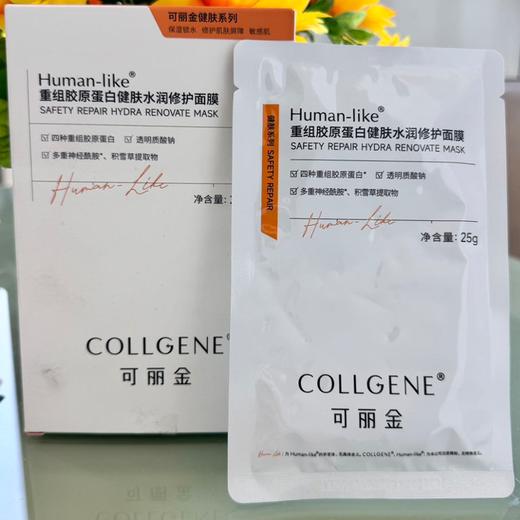 可丽金健肤系列
保湿锁水 修护肌肤屏障 敏感肌
Human-like®
重组胶原蛋白健肤水润修护面膜
SAFETY REPAIR HYDRA RENOVATE MASK
四种重组胶原蛋白 透明质酸钠
多重神经酰胺*、积雪草提取物
Human-Like
净含量:
COLLGENE®
可丽金
健肤系列 SAFETY REPAIR
Human-like®
重组胶原蛋白健肤水润修护面膜
SAFETY REPAIR HYDRA RENOVATE MASK
四种重组胶原蛋白* 透明质酸钠
多重神经酰胺*、积雪草提取物
Human-Like
净含量: 25g
COLLGENE®
可丽金